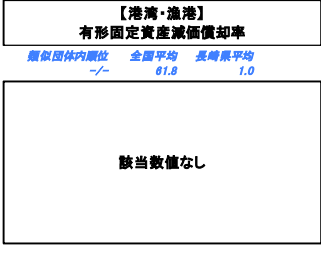 【港湾・漁港】
有形固定資産減価償却率
類似団体内順位 全国平均 長崎県平均
-/- 61.8 1.0
該当数値なし